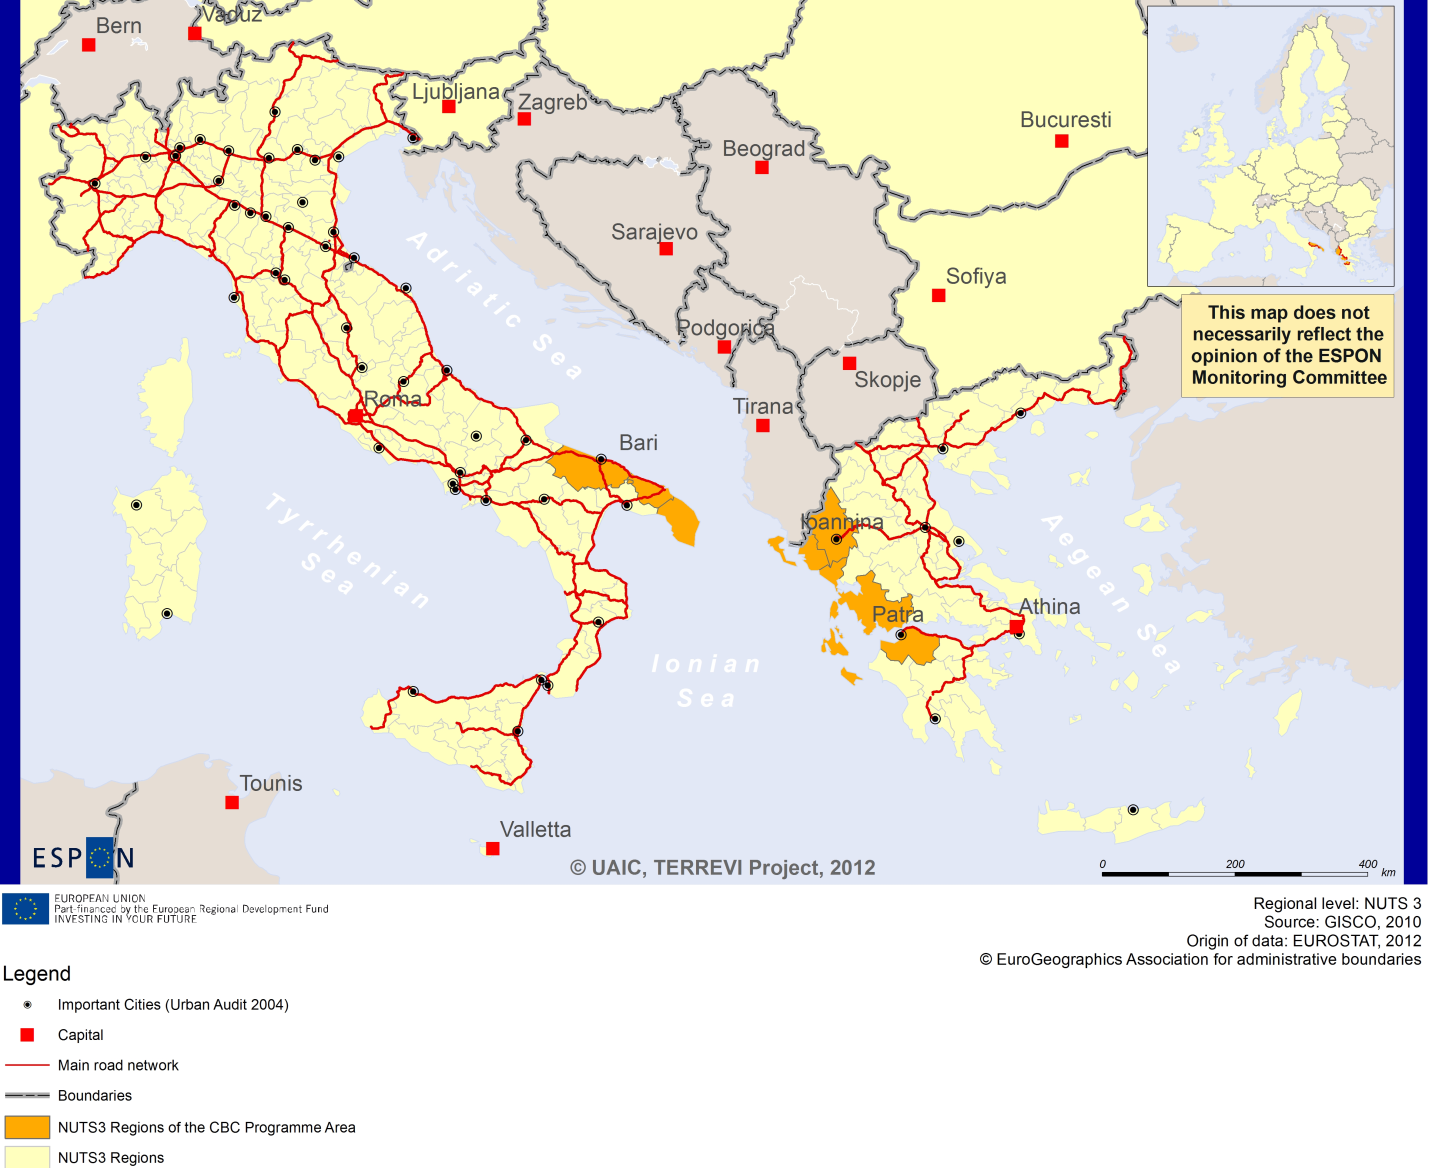 Bern
Vaduz
Ljubljana
Zagreb
Beograd
Bucuresti
Sarajevo
Sofiya
Podgorica
Skopje
Tirana
Roma
Bari
Ioannina
Patra
Athina
Tounis
Valletta
Adriatic Sea
Tyrrhenian
Sea
Ionian
Sea
Aegean Sea
This map does not
necessarily reflect the
opinion of the ESPON
Monitoring Committee
ESPON
© UAIC, TERREVI Project, 2012
0 200 400
km
EUROPEAN UNION
Part-financed by the European Regional Development Fund
INVESTING IN YOUR FUTURE
Regional level: NUTS 3
Source: GISCO, 2010
Origin of data: EUROSTAT, 2012
© EuroGeographics Association for administrative boundaries
Legend
Important Cities (Urban Audit 2004)
Capital
Main road network
Boundaries
NUTS3 Regions of the CBC Programme Area
NUTS3 Regions